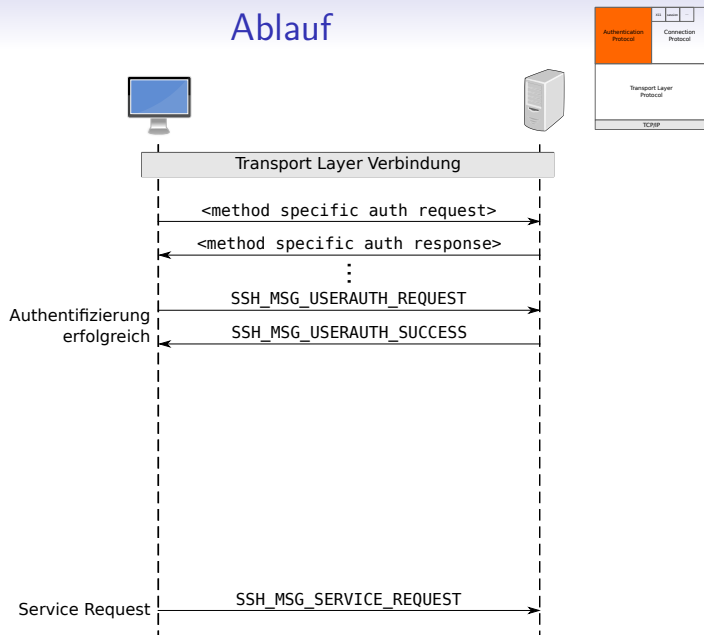 Ablauf
Authentication
Protocol
Connection
Protocol
Transport Layer
Protocol
TCP/IP
Transport Layer Verbindung
<method specific auth request>
<method specific auth response>
⋮
SSH_MSG_USERAUTH_REQUEST
Authentifizierung
erfolgreich
SSH_MSG_USERAUTH_SUCCESS
Service Request
SSH_MSG_SERVICE_REQUEST